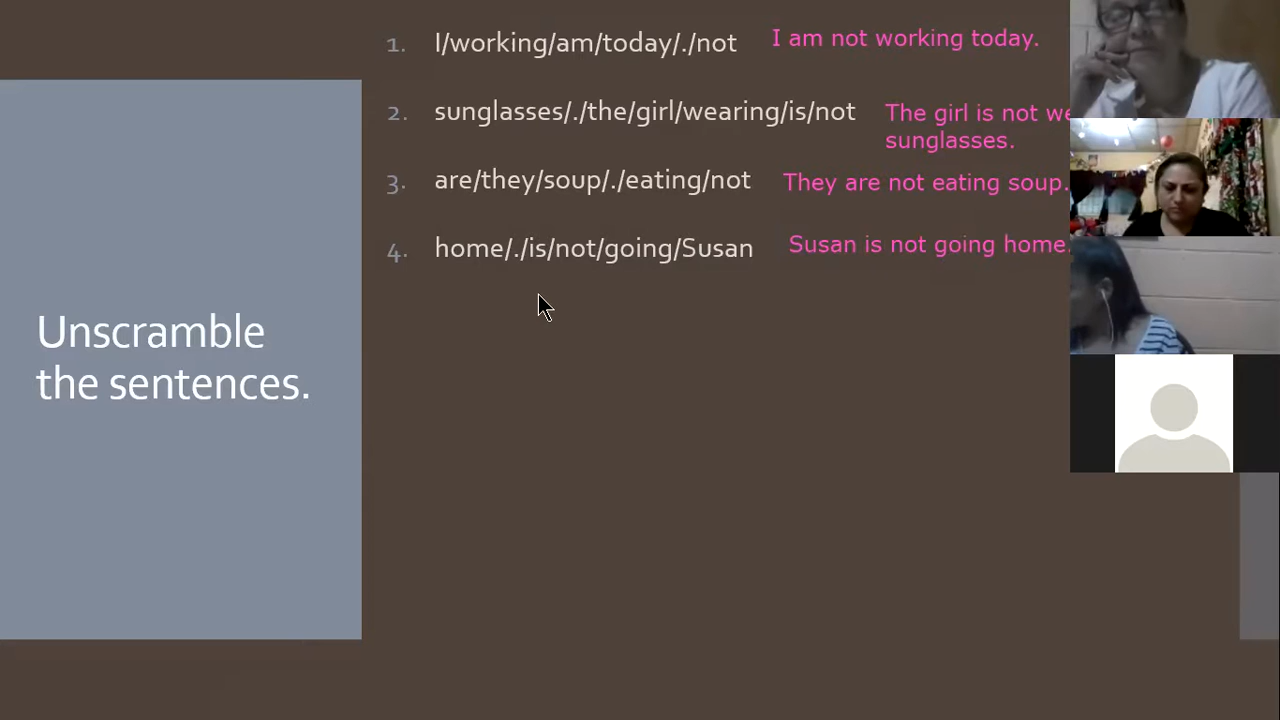 1. I/working/am/today/./not I am not working today.
2. sunglasses/./the/girl/wearing/is/not The girl is not
sunglasses.
3. are/they/soup/./eating/not They are not eating soup.
4. home/./is/not/going/Susan Susan is not going home.
Unscramble
the sentences.